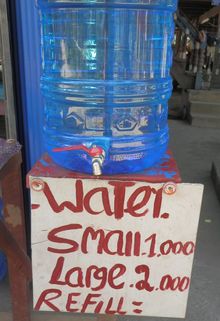 Water.
Small.1.000
Large.2.000
REFILL=